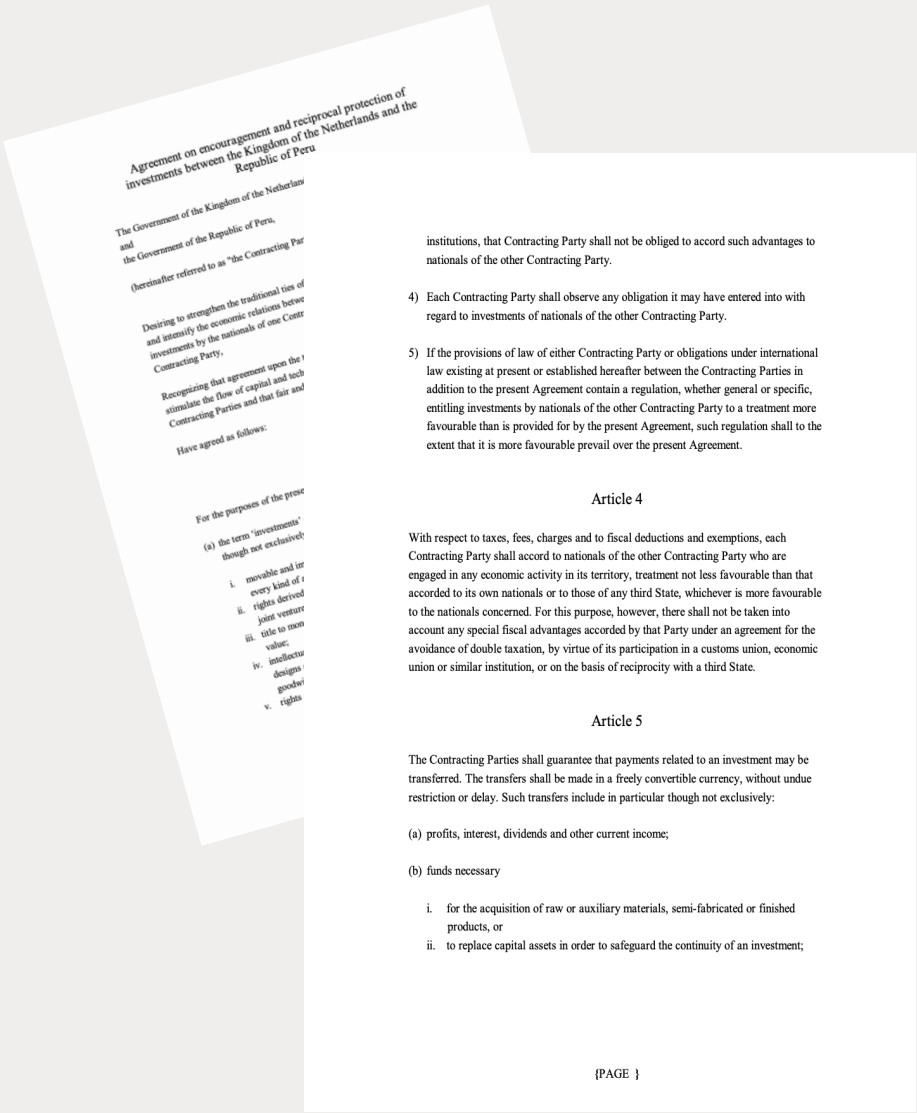 Agreement on encouragement and reciprocal protection of
investments between the Kingdom of the Netherlands and the
Republic of Peru
The Government of the Kingdom of the
and
the Government of the Republic of Peru,
(hereinafter referred to as "the Contracting
Desiring to strengthen the traditional ties of
and intensify the economic relations
investments by the nationals of one
Contracting Party,
Recognizing that agreement upon the
stimulate the flow of capital and
Contracting Parties and that fair and
Have agreed as follows:
For the purposes of the
(a) the term 'investments'
though not exclusively
i. movable and
every kind of
ii. rights derived
joint venture
iii. title to
value;
iv.
designs
v. rights
institutions, that Contracting Party shall not be obliged to accord such advantages to
nationals of the other Contracting Party.
4) Each Contracting Party shall observe any obligation it may have entered into with
regard to investments of nationals of the other Contracting Party.
5) If the provisions of law of either Contracting Party or obligations under international
law existing at present or established hereafter between the Contracting Parties in
addition to the present Agreement contain a regulation, whether general or specific,
entitling investments by nationals of the other Contracting Party to a treatment more
favourable than is provided for by the present Agreement, such regulation shall to the
extent that it is more favourable prevail over the present Agreement.
Article 4
With respect to taxes, fees, charges and to fiscal deductions and exemptions, each
Contracting Party shall accord to nationals of the other Contracting Party who are
engaged in any economic activity in its territory, treatment not less favourable than that
accorded to its own nationals or to those of any third State, whichever is more favourable
to the nationals concerned. For this purpose, however, there shall not be taken into
account any special fiscal advantages accorded by that Party under an agreement for the
avoidance of double taxation, by virtue of its participation in a customs union, economic
union or similar institution, or on the basis of reciprocity with a third State.
Article 5
The Contracting Parties shall guarantee that payments related to an investment may be
transferred. The transfers shall be made in a freely convertible currency, without undue
restriction or delay. Such transfers include in particular though not exclusively:
(a) profits, interest, dividends and other current income;
(b) funds necessary
i. for the acquisition of raw or auxiliary materials, semi-fabricated or finished
products, or
ii. to replace capital assets in order to safeguard the continuity of an investment;
{PAGE }